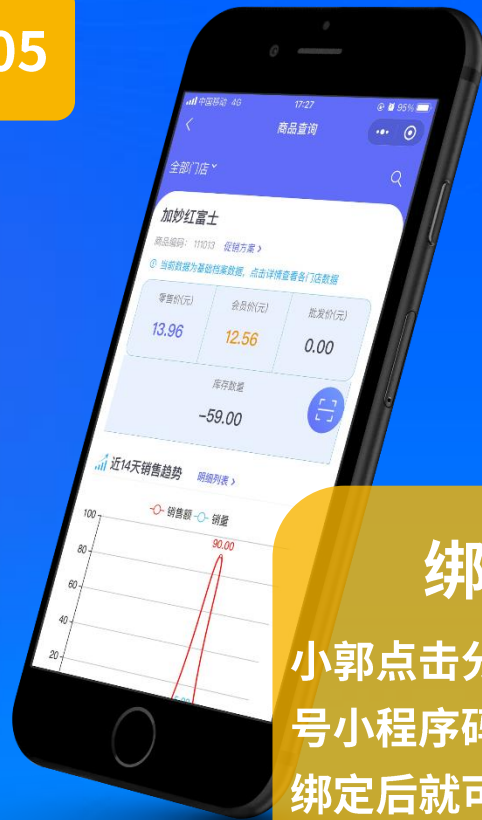 05
中国移动 4G 17:27 95%
商品查询
全部门店
加妙红富士
商品编码: 111013 促销方案 >
当前数据为基础档案数据, 点击详情查看各门店数据
零售价(元) 会员价(元) 批发价(元)
13.96 12.56 0.00
库存数量
-59.00
近14天销售趋势 明细列表 >
销售额 销量
100
90.00
80
60
40
20
绑
小郭点击分
号小程序码
绑定后就可